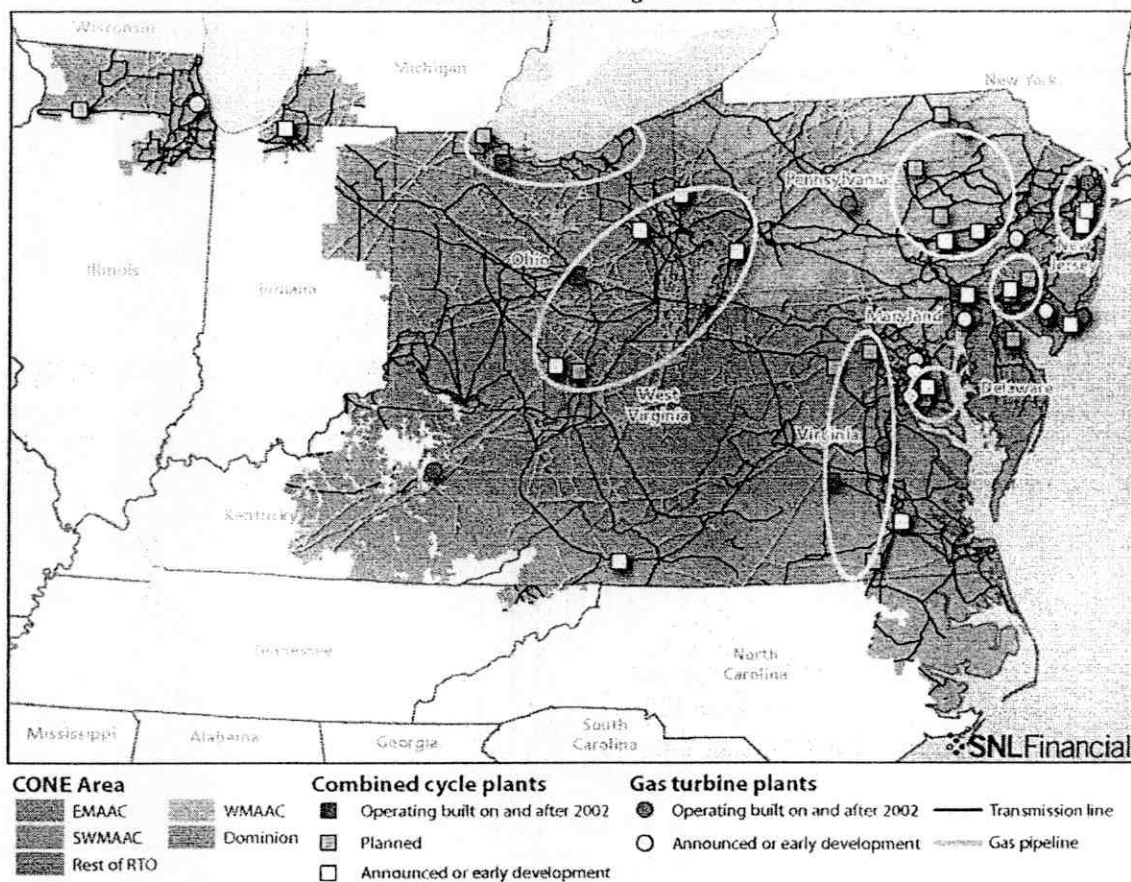 Wisconsin
Michigan
New York
Pennsylvania
New
Jersey
Ohio
Illinois
Indiana
Maryland
Delaware
West
Virginia
Virginia
Kentucky
Tennessee
North
Carolina
South
Carolina
Mississippi
Alabama
Georgia
SNLFinancial
CONE Area
EMAAC
WMAAC
SWMAAC
Dominion
Rest of RTO
Combined cycle plants
Operating built on and after 2002
Planned
Announced or early development
Gas turbine plants
Operating built on and after 2002
Announced or early development
Transmission line
Gas pipeline